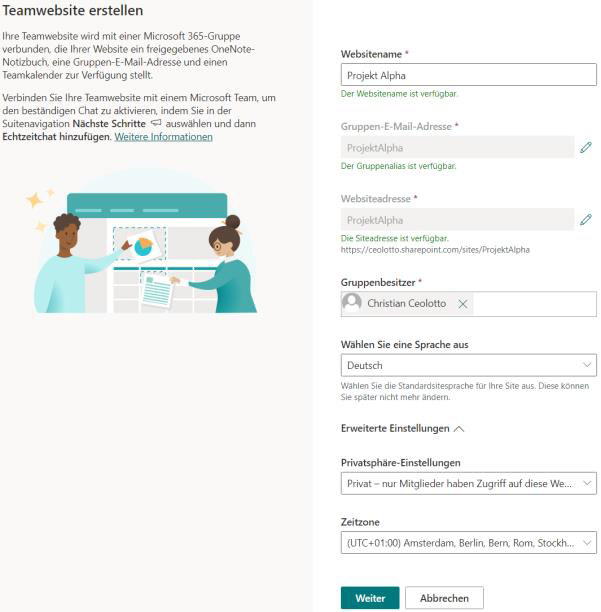 Teamwebsite erstellen
Ihre Teamwebsite wird mit einer Microsoft 365-Gruppe
verbunden, die Ihrer Website ein freigegebenes OneNote-
Notizbuch, eine Gruppen-E-Mail-Adresse und einen
Teamkalender zur Verfügung stellt.
Verbinden Sie Ihre Teamwebsite mit einem Microsoft Team, um
den beständigen Chat zu aktivieren, indem Sie in der
Suitenavigation Nächste Schritte auswählen und dann
Echtzeitchat hinzufügen. Weitere Informationen
Websitename *
Projekt Alpha
Der Websitename ist verfügbar.
Gruppen-E-Mail-Adresse *
ProjektAlpha
Der Gruppenalias ist verfügbar.
Websiteadresse *
ProjektAlpha
Die Siteadresse ist verfügbar.
https://ceolotto.sharepoint.com/sites/ProjektAlpha
Gruppenbesitzer *
Christian Ceolotto
Wählen Sie eine Sprache aus
Deutsch
Wählen Sie die Standardsitesprache für Ihre Site aus. Diese können
Sie später nicht mehr ändern.
Erweiterte Einstellungen
Privatsphäre-Einstellungen
Privat – nur Mitglieder haben Zugriff auf diese We...
Zeitzone
(UTC+01:00) Amsterdam, Berlin, Bern, Rom, Stockh...
Weiter
Abbrechen